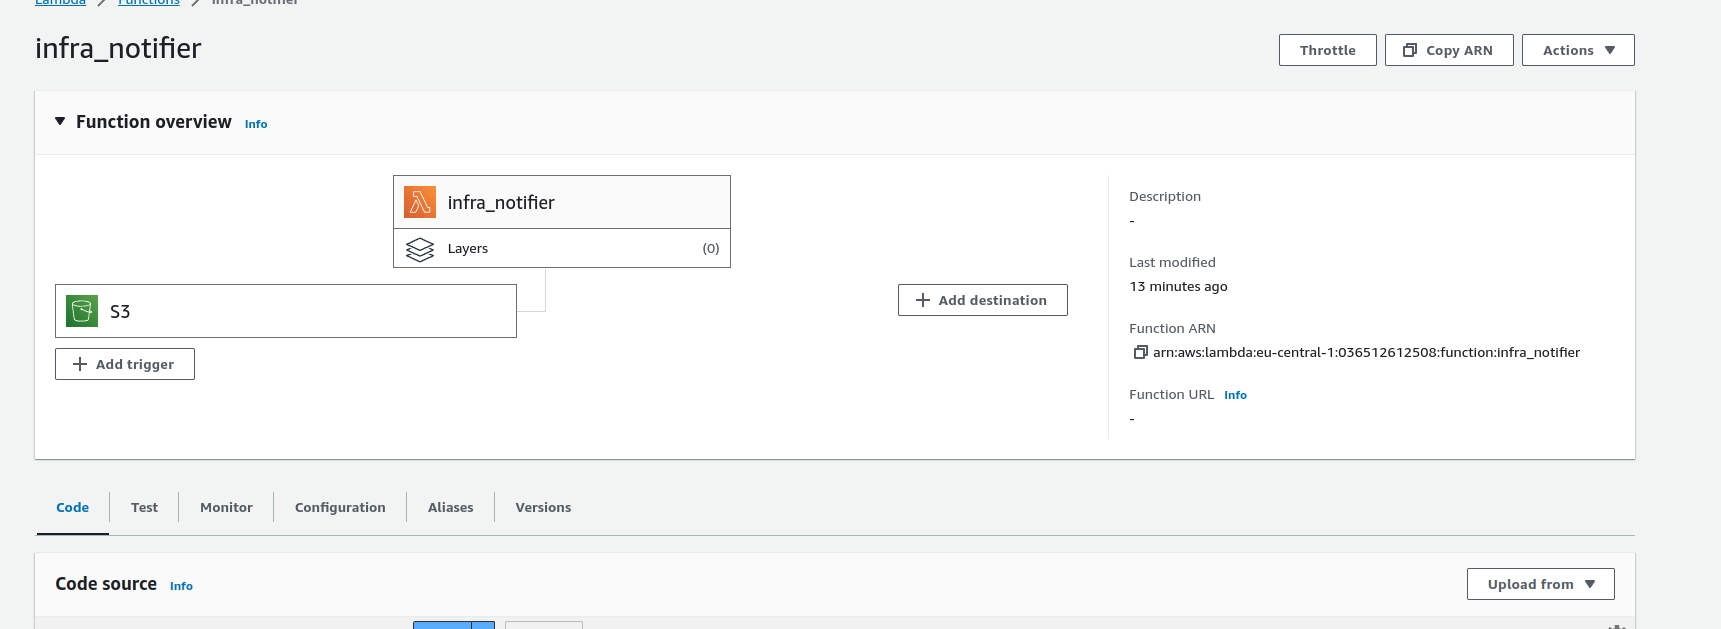 Lambda Functions infra_notifier
infra_notifier
Throttle Copy ARN Actions
Function overview Info
infra_notifier
Layers (0)
S3
Add trigger
Add destination
Description
-
Last modified
13 minutes ago
Function ARN
arn:aws:lambda:eu-central-1:036512612508:function:infra_notifier
Function URL Info
-
Code Test Monitor Configuration Aliases Versions
Code source Info
Upload from